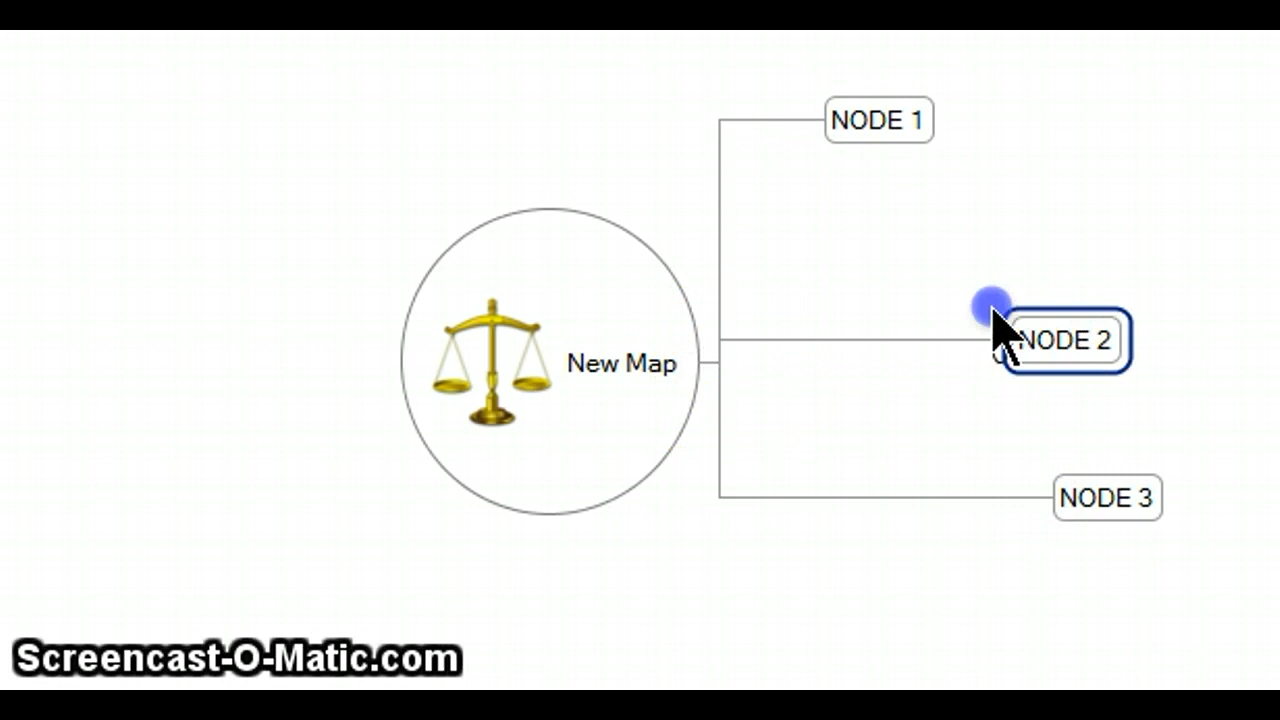 NODE 1
New Map
NODE 2
NODE 3
Screencast-O-Matic.com